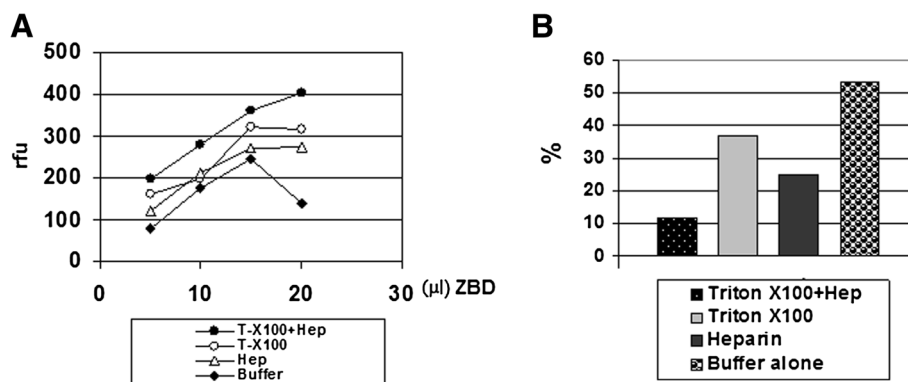 A
500
400
300
200
100
0
rfu
0 10 20 30 (µl) ZBD
T-X100+Hep
T-X100
Hep
Buffer
B
60
50
40
30
20
10
0
%
Triton X100+Hep
Triton X100
Heparin
Buffer alone